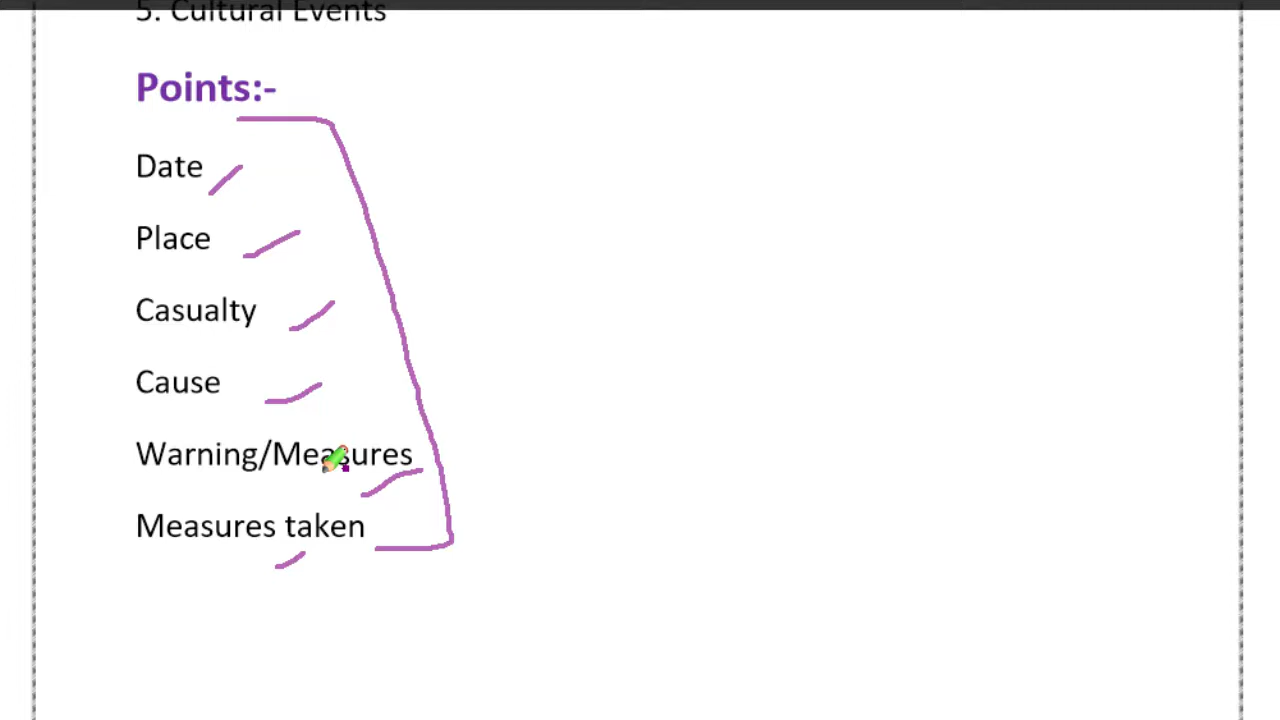 5. Cultural Events
Points:-
Date
Place
Casualty
Cause
Warning/Measures
Measures taken